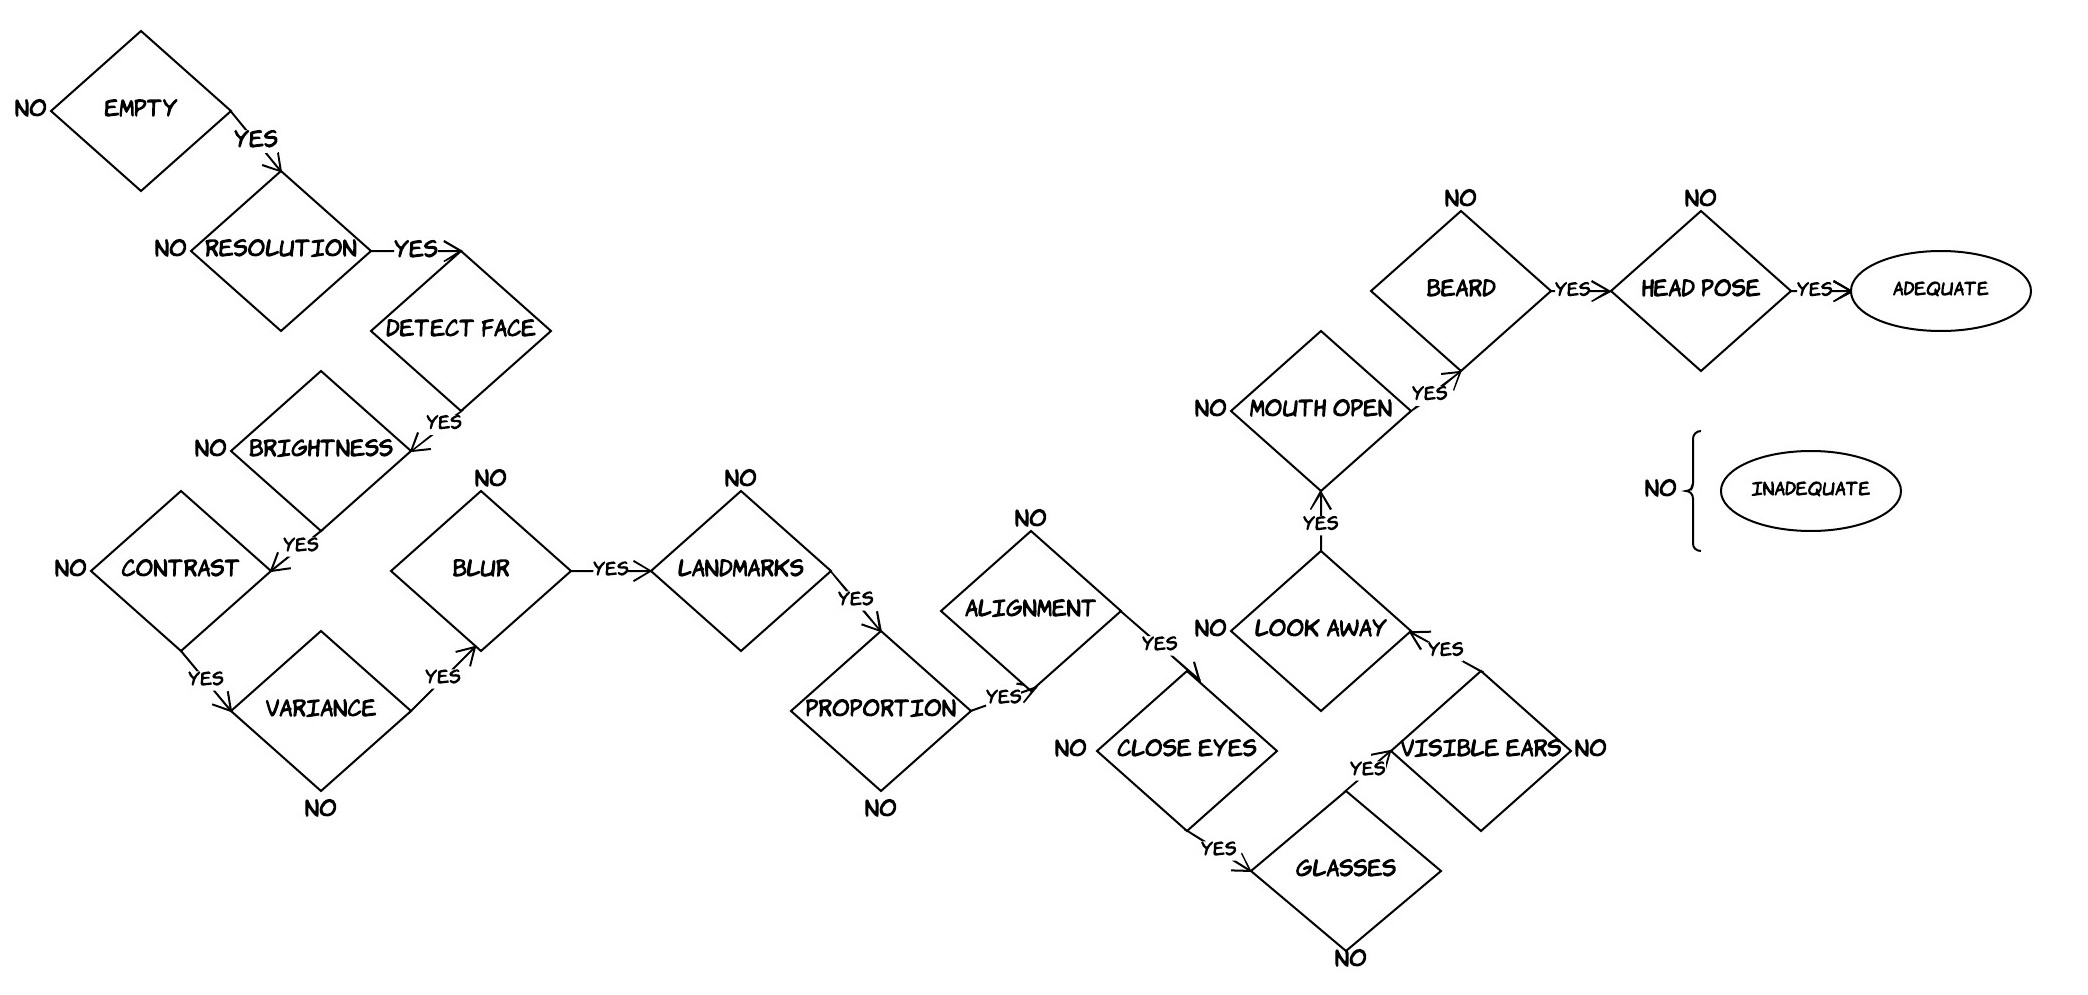 NO
EMPTY
YES
NO
RESOLUTION
YES
DETECT FACE
YES
NO
BRIGHTNESS
YES
NO
CONTRAST
YES
VARIANCE
NO
YES
NO
BLUR
YES
NO
LANDMARKS
YES
PROPORTION
NO
YES
NO
ALIGNMENT
YES
NO
CLOSE EYES
YES
GLASSES
NO
YES
VISIBLE EARS
NO
YES
NO
LOOK AWAY
YES
NO
MOUTH OPEN
YES
NO
BEARD
YES
NO
HEAD POSE
YES
ADEQUATE
NO
INADEQUATE